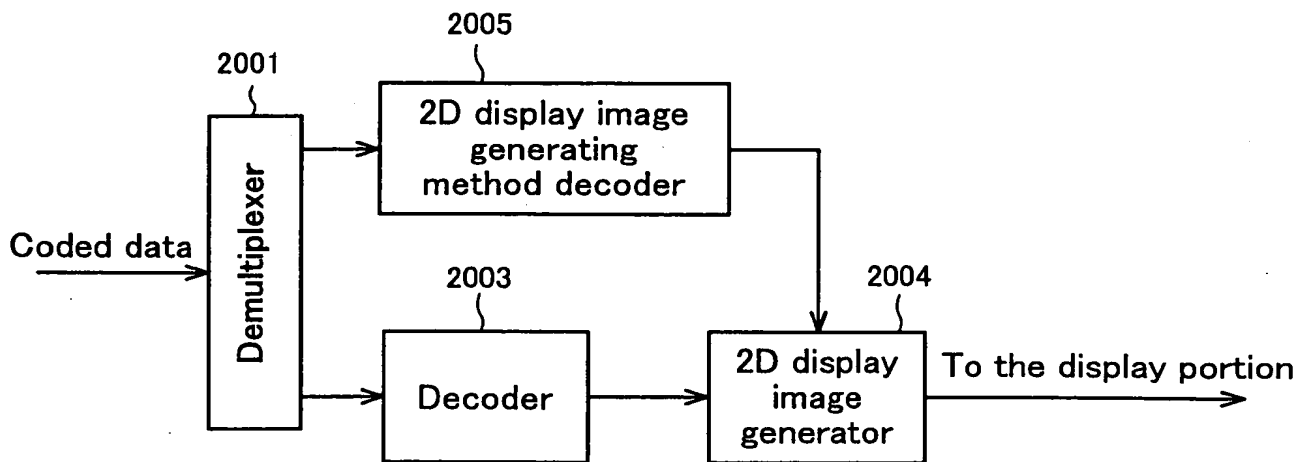 2005
2001
2D display image
generating
method decoder
Demultiplexer
Coded data
2003
2004
Decoder
2D display
image
generator
To the display portion